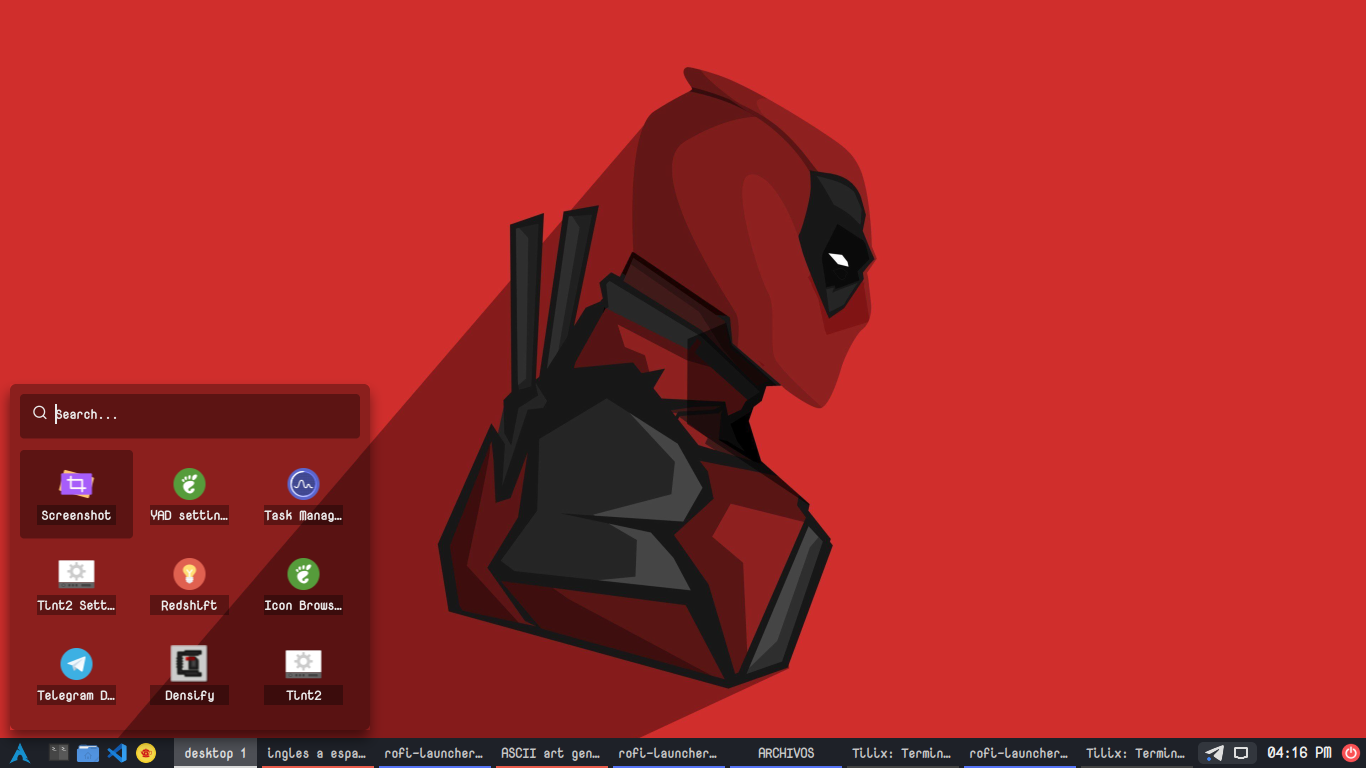 Search...
Screenshot
YAD settin…
Task Manag…
Tint2 Sett…
Redshift
Icon Brows…
Telegram D…
Densify
Tint2
desktop 1
ingles a espa…
rofi-launcher…
ASCII art gen…
rofi-launcher…
ARCHIVOS
Tilix: Termin…
rofi-launcher…
Tilix: Termin…
04:16 PM